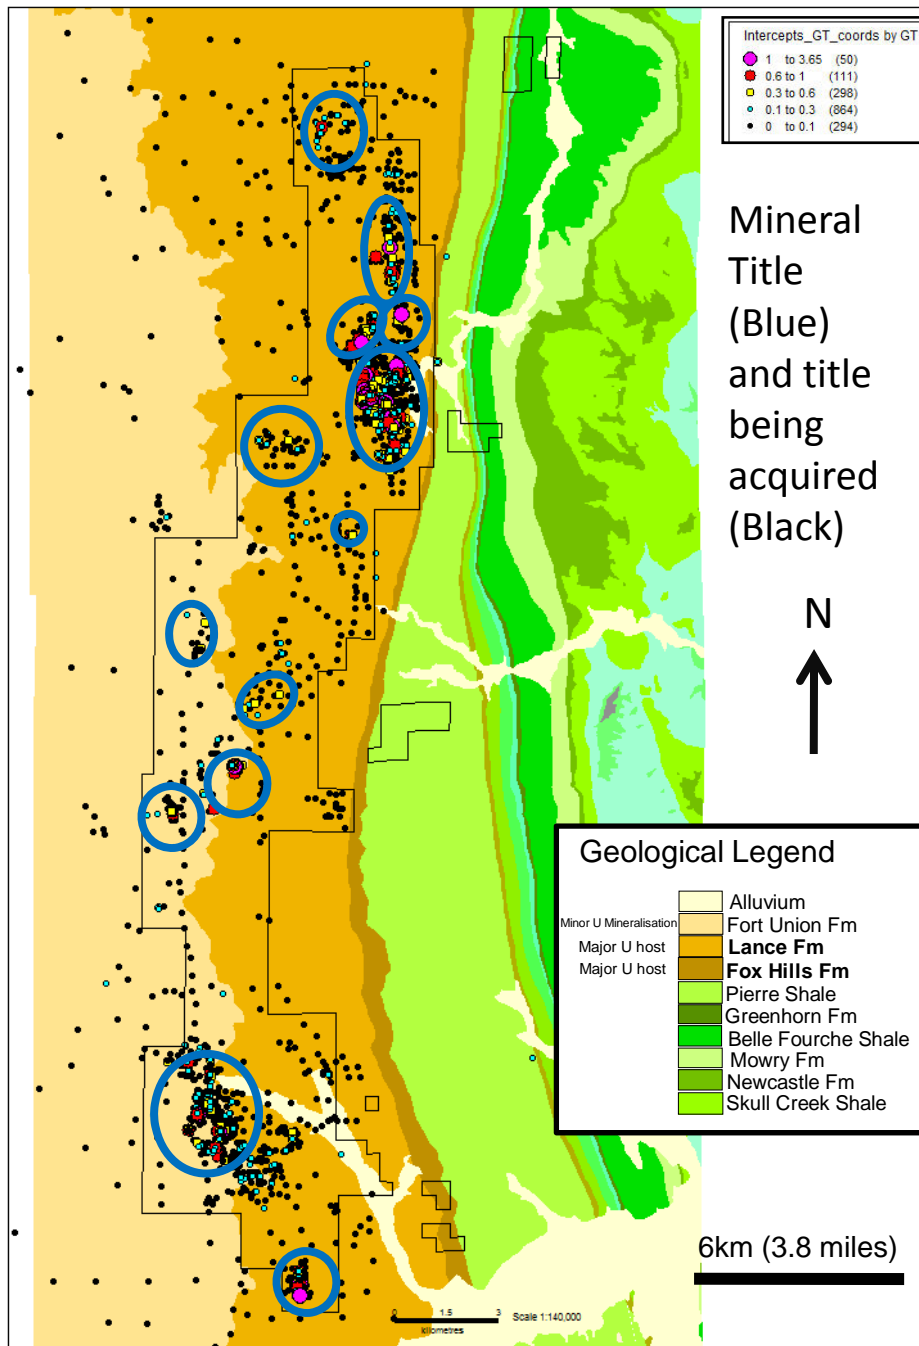 Intercepts_GT_coords by GT
1 to 3.65 (50)
0.6 to 1 (111)
0.3 to 0.6 (298)
0.1 to 0.3 (864)
0 to 0.1 (294)
Mineral
Title
(Blue)
and title
being
acquired
(Black)
N
Geological Legend
Alluvium
Minor U Mineralisation Fort Union Fm
Major U host Lance Fm
Major U host Fox Hills Fm
Pierre Shale
Greenhorn Fm
Belle Fourche Shale
Mowry Fm
Newcastle Fm
Skull Creek Shale
6km (3.8 miles)
0 1.5 3
kilometres
Scale 1:140,000